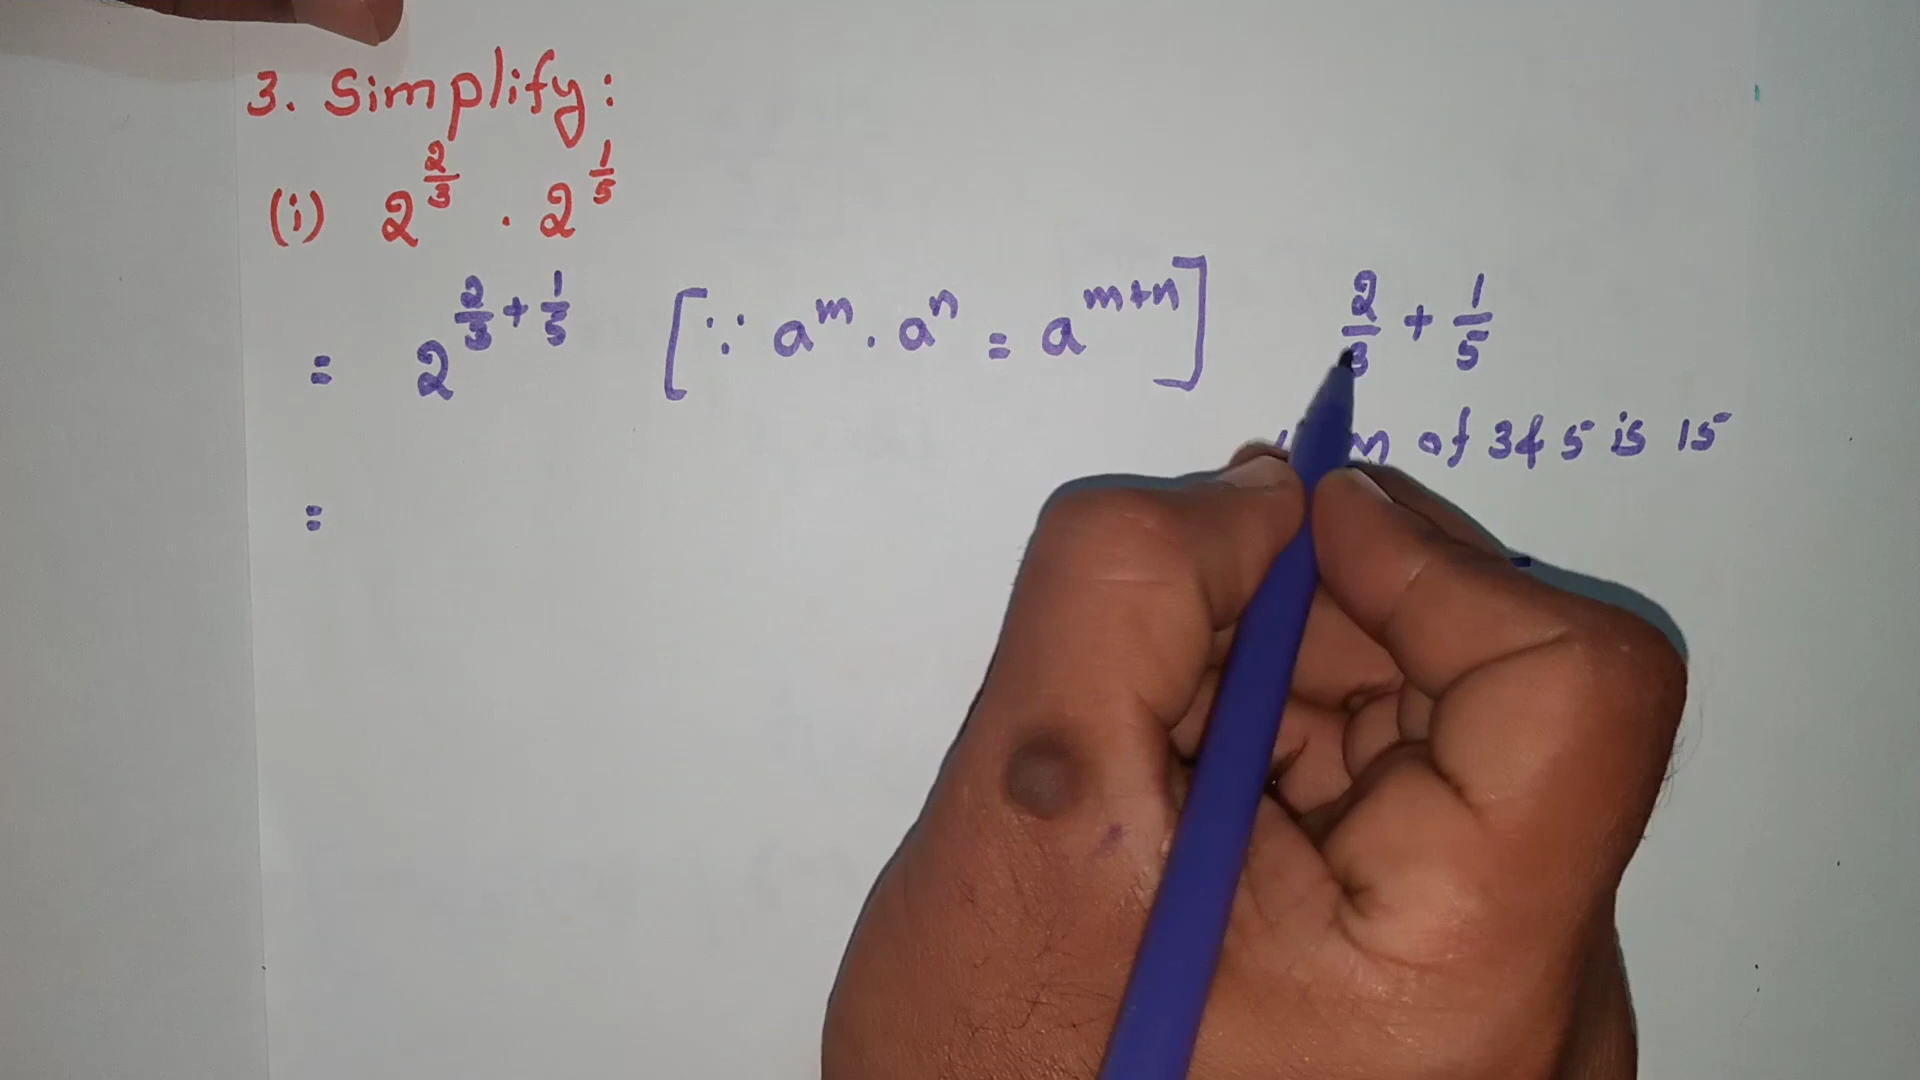 3. Simplify:
(i) 2^(2/3) . 2^(1/5)
= 2^(2/3 + 1/5) [∵ a^m . a^n = a^(m+n)]
2/3 + 1/5
of 3 & 5 is 15
=